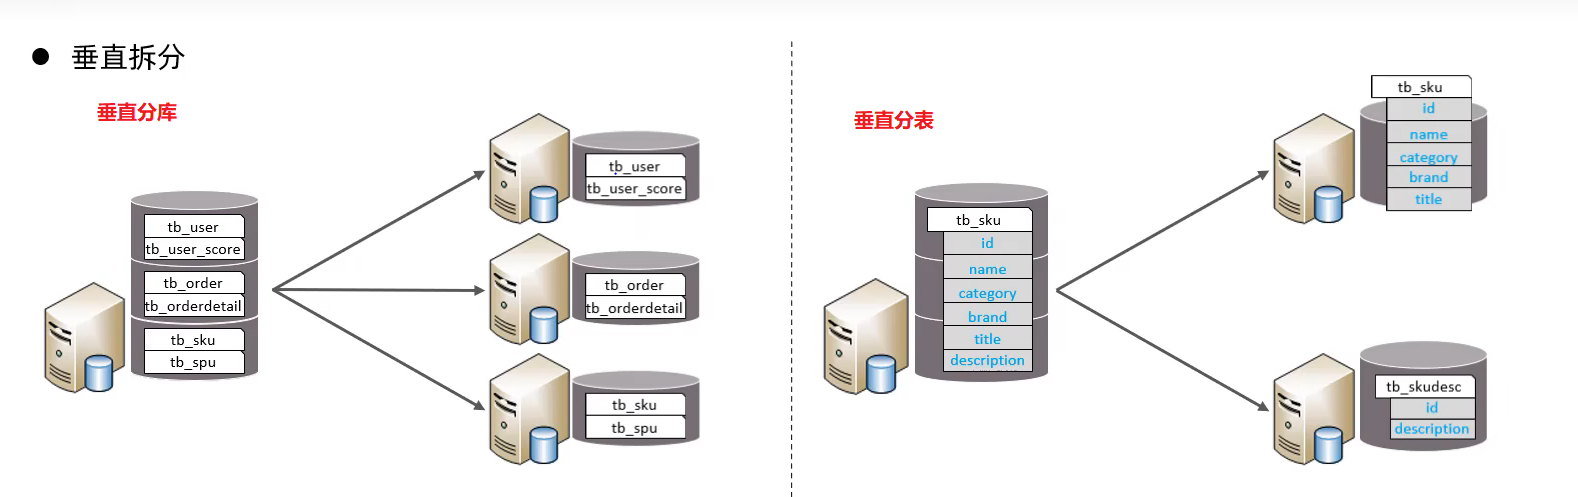 垂直拆分
垂直分库
tb_user
tb_user_score
tb_order
tb_orderdetail
tb_sku
tb_spu
tb_user
tb_user_score
tb_order
tb_orderdetail
tb_sku
tb_spu
垂直分表
tb_sku
id
name
category
brand
title
description
tb_sku
id
name
category
brand
title
tb_skudesc
id
description